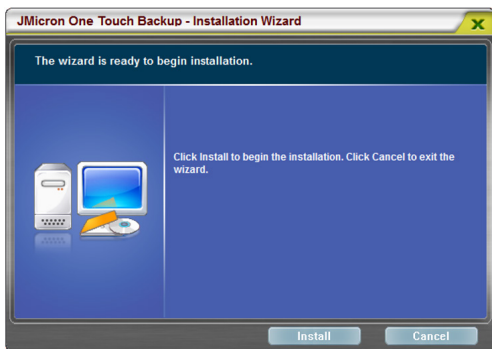 JMicron One Touch Backup - Installation Wizard
The wizard is ready to begin installation.
Click Install to begin the installation. Click Cancel to exit the
wizard.
Install
Cancel